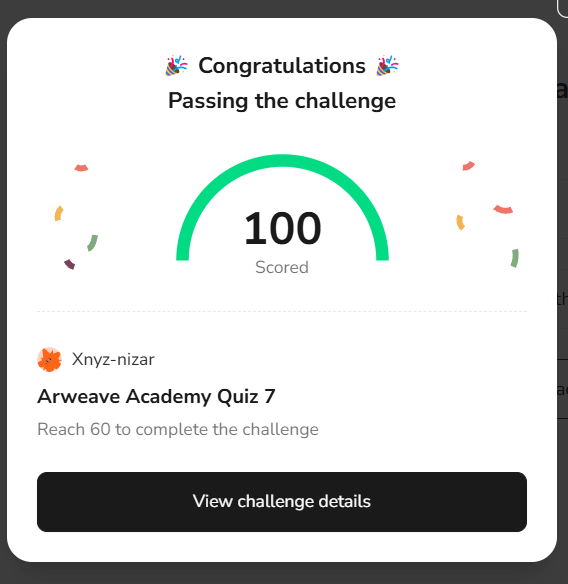 🎉 Congratulations 🎉
Passing the challenge
100
Scored
Xnyz-nizar
Arweave Academy Quiz 7
Reach 60 to complete the challenge
View challenge details